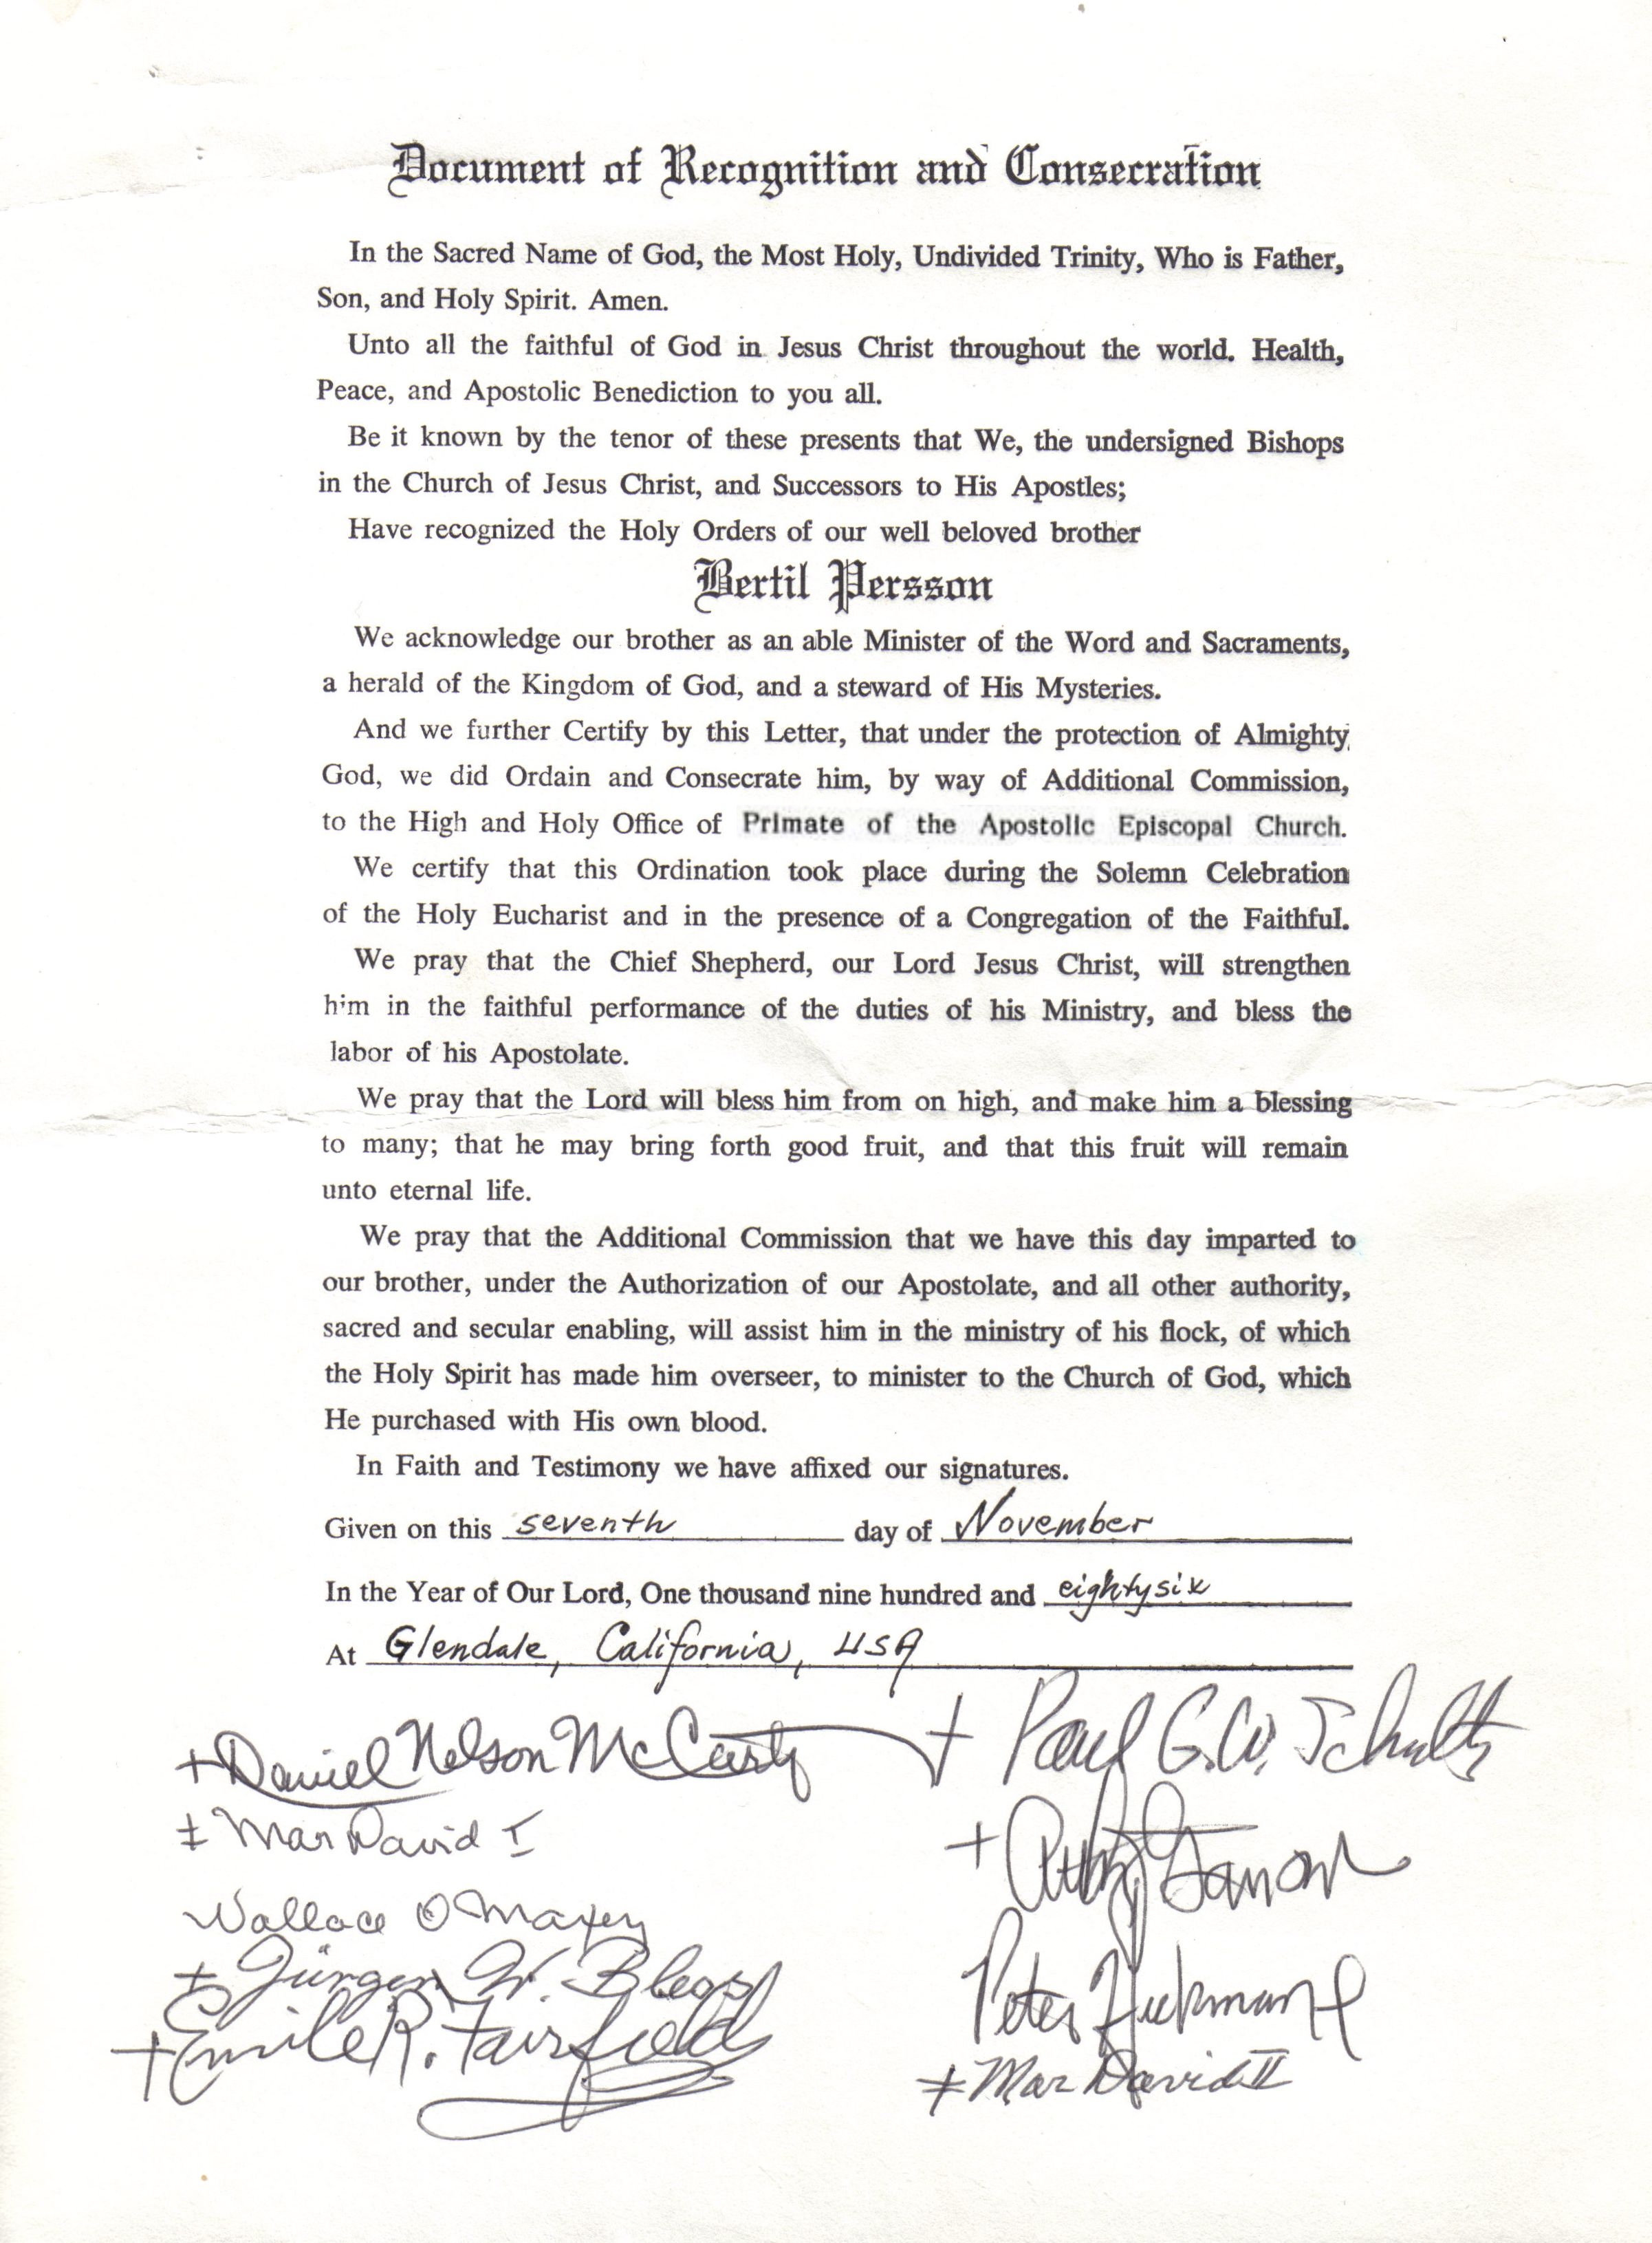 Document of Recognition and Consecration
In the Sacred Name of God, the Most Holy, Undivided Trinity, Who is Father,
Son, and Holy Spirit. Amen.
Unto all the faithful of God in Jesus Christ throughout the world. Health,
Peace, and Apostolic Benediction to you all.
Be it known by the tenor of these presents that We, the undersigned Bishops
in the Church of Jesus Christ, and Successors to His Apostles;
Have recognized the Holy Orders of our well beloved brother
Bertil Persson
We acknowledge our brother as an able Minister of the Word and Sacraments,
a herald of the Kingdom of God, and a steward of His Mysteries.
And we further Certify by this Letter, that under the protection of Almighty
God, we did Ordain and Consecrate him, by way of Additional Commission,
to the High and Holy Office of Primate of the Apostolic Episcopal Church.
We certify that this Ordination took place during the Solemn Celebration
of the Holy Eucharist and in the presence of a Congregation of the Faithful.
We pray that the Chief Shepherd, our Lord Jesus Christ, will strengthen
him in the faithful performance of the duties of his Ministry, and bless the
labor of his Apostolate.
We pray that the Lord will bless him from on high, and make him a blessing
to many; that he may bring forth good fruit, and that this fruit will remain
unto eternal life.
We pray that the Additional Commission that we have this day imparted to
our brother, under the Authorization of our Apostolate, and all other authority,
sacred and secular enabling, will assist him in the ministry of his flock, of which
the Holy Spirit has made him overseer, to minister to the Church of God, which
He purchased with His own blood.
In Faith and Testimony we have affixed our signatures.
Given on this seventh day of November
In the Year of Our Lord, One thousand nine hundred and eightysix
At Glendale, California, USA
+ Daniel Nelson McCarty
+ Paul G.W. Schultz
‡ Mar David I
Wallace O Maxey
+ Jürgen W. Bless
Peter Hickman
+ Emile R. Fairfield
‡ Mar David II